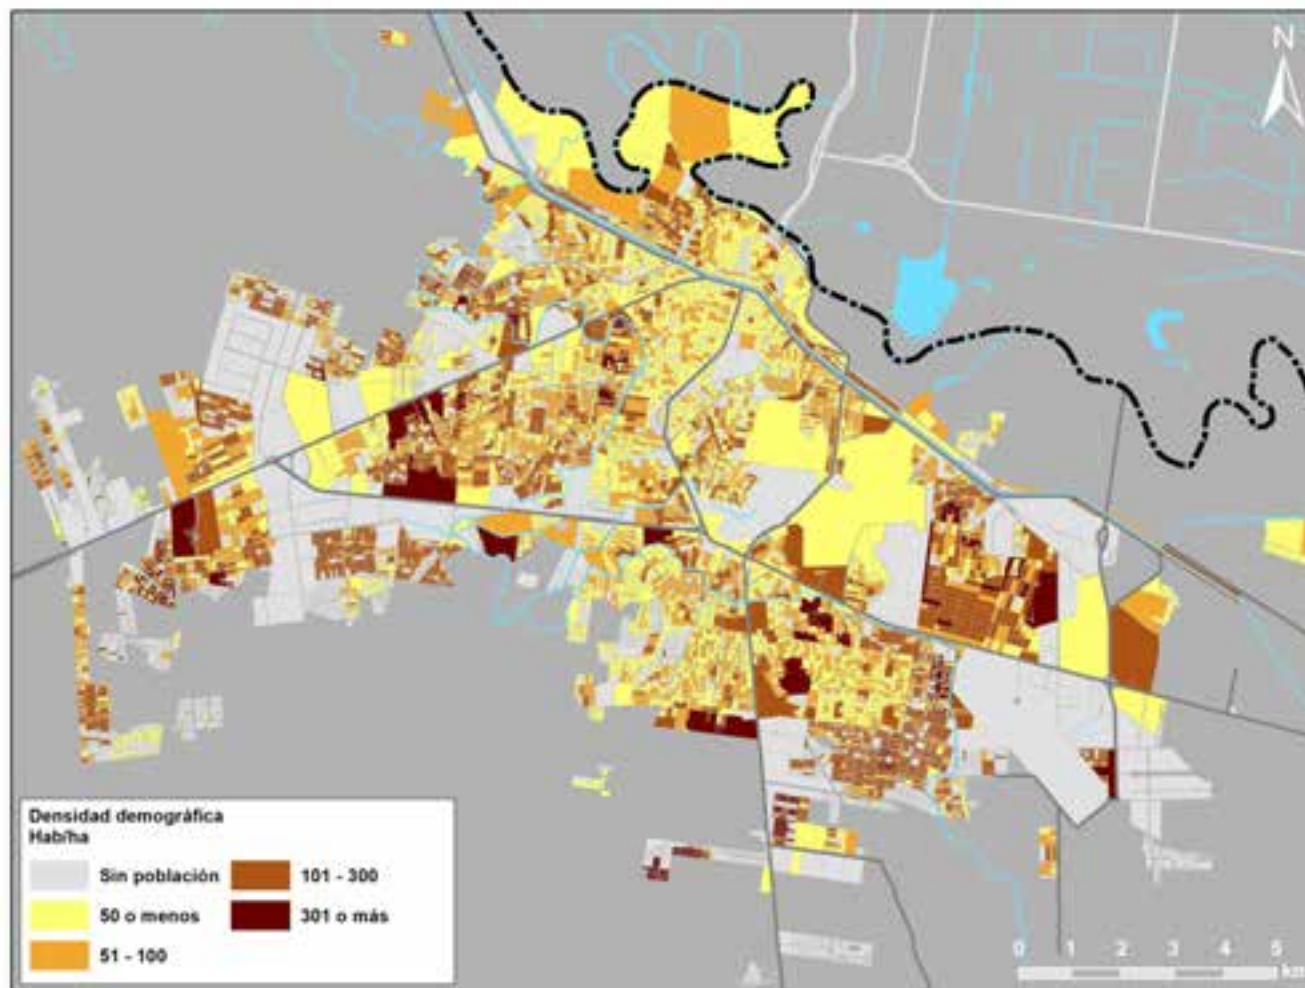 N
Densidad demográfica
Hab/ha
Sin población
50 o menos
51 - 100
101 - 300
301 o más
0 1 2 3 4 5
km